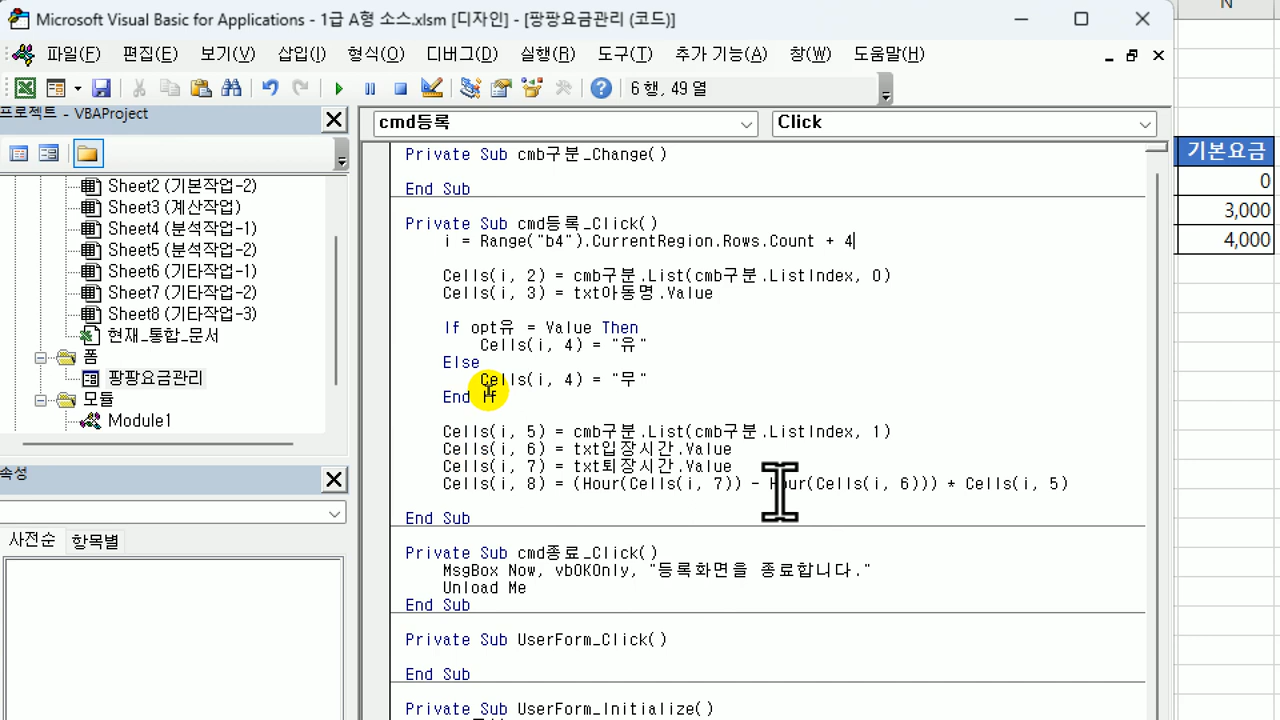 Microsoft Visual Basic for Applications - 1급 A형 소스.xlsm [디자인] - [팡팡요금관리 (코드)]
파일(F) 편집(E) 보기(V) 삽입(I) 형식(O) 디버그(D) 실행(R) 도구(T) 추가 기능(A) 창(W) 도움말(H)
6 행, 49 열
프로젝트 - VBAProject
Sheet2 (기본작업-2)
Sheet3 (계산작업)
Sheet4 (분석작업-1)
Sheet5 (분석작업-2)
Sheet6 (기타작업-1)
Sheet7 (기타작업-2)
Sheet8 (기타작업-3)
현재_통합_문서
폼
팡팡요금관리
모듈
Module1
속성
사전순 항목별
cmd등록 Click
Private Sub cmb구분_Change()
End Sub
Private Sub cmd등록_Click()
i = Range("b4").CurrentRegion.Rows.Count + 4
Cells(i, 2) = cmb구분.List(cmb구분.ListIndex, 0)
Cells(i, 3) = txt아동명.Value
If opt유 = Value Then
Cells(i, 4) = "유"
Else
Cells(i, 4) = "무"
End If
Cells(i, 5) = cmb구분.List(cmb구분.ListIndex, 1)
Cells(i, 6) = txt입장시간.Value
Cells(i, 7) = txt퇴장시간.Value
Cells(i, 8) = (Hour(Cells(i, 7)) - Hour(Cells(i, 6))) * Cells(i, 5)
End Sub
Private Sub cmd종료_Click()
MsgBox Now, vbOKOnly, "등록화면을 종료합니다."
Unload Me
End Sub
Private Sub UserForm_Click()
End Sub
Private Sub UserForm_Initialize()
N
기본요금
0
3,000
4,000